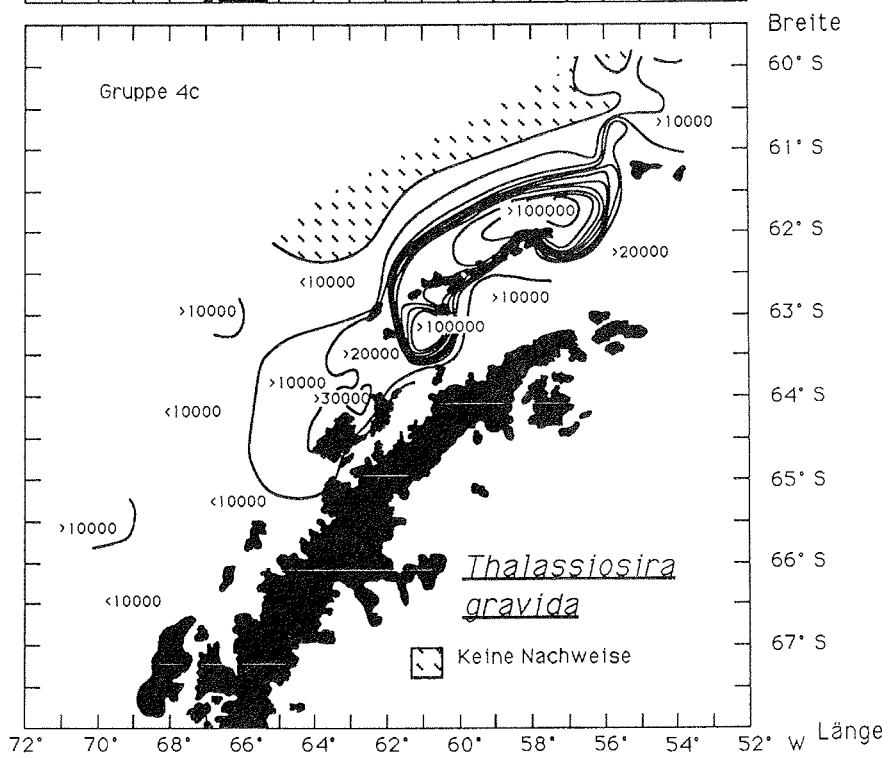 Breite
60° S
Gruppe 4c
>10000
61° S
>100000
62° S
>20000
<10000
>10000
>10000
63° S
>100000
>20000
>10000
>30000
64° S
<10000
65° S
<10000
>10000
66° S
Thalassiosira
gravida
<10000
67° S
Keine Nachweise
72° 70° 68° 66° 64° 62° 60° 58° 56° 54° 52° W Länge